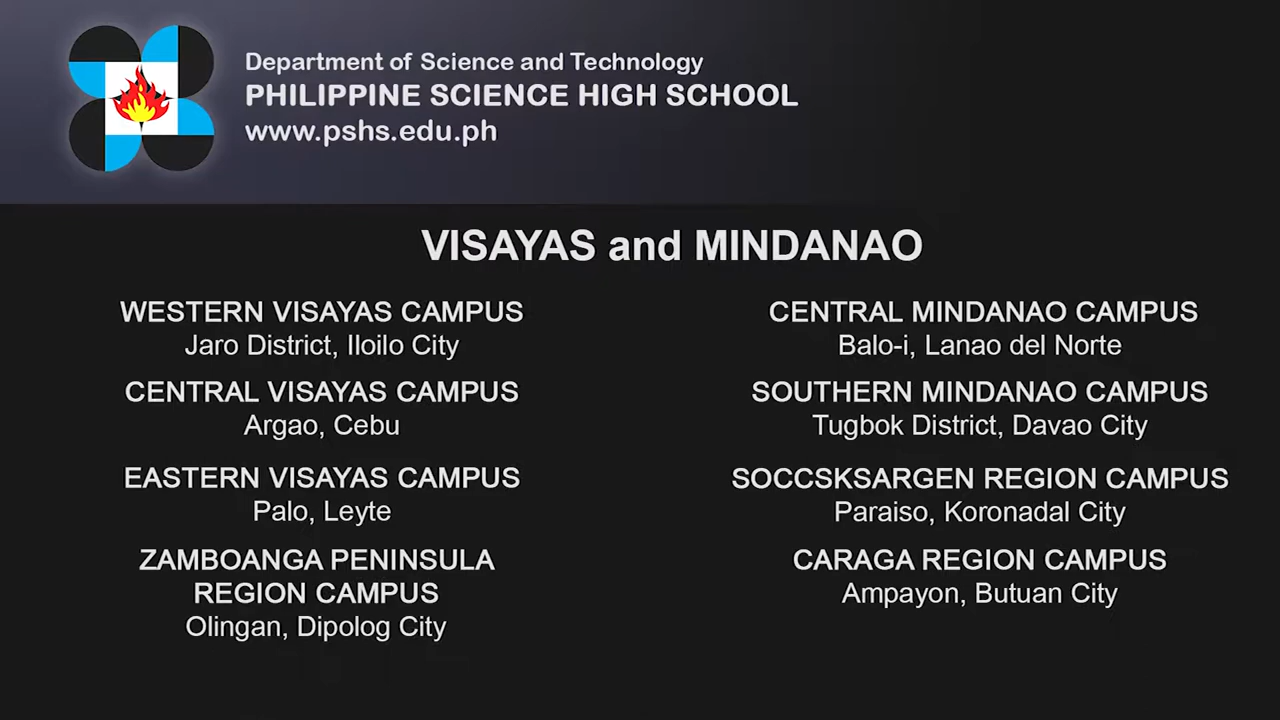 Department of Science and Technology
PHILIPPINE SCIENCE HIGH SCHOOL
www.pshs.edu.ph
VISAYAS and MINDANAO
WESTERN VISAYAS CAMPUS
Jaro District, Iloilo City
CENTRAL VISAYAS CAMPUS
Argao, Cebu
EASTERN VISAYAS CAMPUS
Palo, Leyte
ZAMBOANGA PENINSULA
REGION CAMPUS
Olingan, Dipolog City
CENTRAL MINDANAO CAMPUS
Balo-i, Lanao del Norte
SOUTHERN MINDANAO CAMPUS
Tugbok District, Davao City
SOCCSKSARGEN REGION CAMPUS
Paraiso, Koronadal City
CARAGA REGION CAMPUS
Ampayon, Butuan City